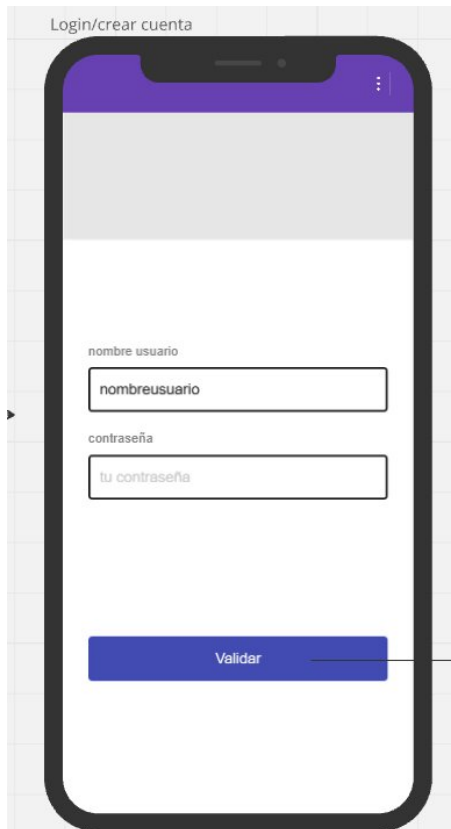 Login/crear cuenta
nombre usuario
nombreusuario
contraseña
tu contraseña
Validar